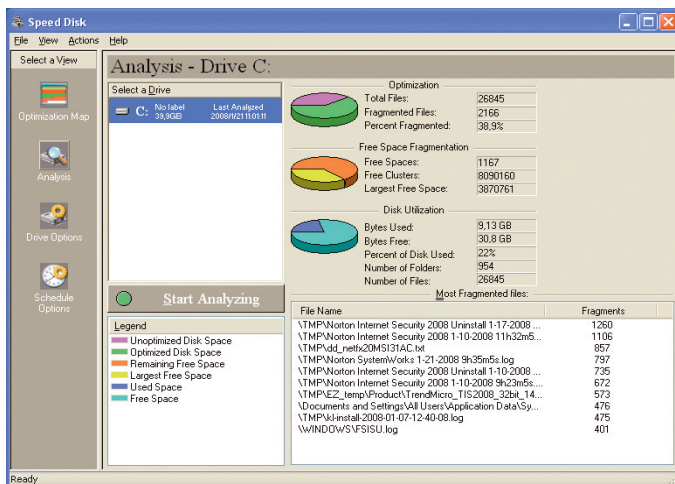 Speed Disk
File View Actions Help
Select a View
Optimization Map
Analysis
Drive Options
Schedule
Options
Analysis - Drive C:
Select a Drive
C: No label Last Analyzed
39,9GB 2008/1/21 11:01:11
Start Analyzing
Legend
Unoptimized Disk Space
Optimized Disk Space
Remaining Free Space
Largest Free Space
Used Space
Free Space
Optimization
Total Files: 26845
Fragmented Files: 2166
Percent Fragmented: 38,9%
Free Space Fragmentation
Free Spaces: 1167
Free Clusters: 8090160
Largest Free Space: 3870761
Disk Utilization
Bytes Used: 9,13 GB
Bytes Free: 30,8 GB
Percent of Disk Used: 22%
Number of Folders: 954
Number of Files: 26845
Most Fragmented files:
File Name Fragments
\TMP\Norton Internet Security 2008 Uninstall 1-17-2008 ... 1260
\TMP\Norton Internet Security 2008 1-10-2008 11h32m5... 1106
\TMP\dd_netfx20MSI31AC.txt 857
\TMP\Norton SystemWorks 1-21-2008 9h35m5s.log 797
\TMP\Norton Internet Security 2008 Uninstall 1-10-2008 ... 735
\TMP\Norton Internet Security 2008 1-10-2008 9h23m5s.... 672
\TMP\EZ_temp\Product\TrendMicro_TIS2008_32bit_14... 573
\Documents and Settings\All Users\Application Data\Sy... 476
\TMP\kl-install-2008-01-07-12-40-08.log 475
\WINDOWS\FSISU.log 401
Ready